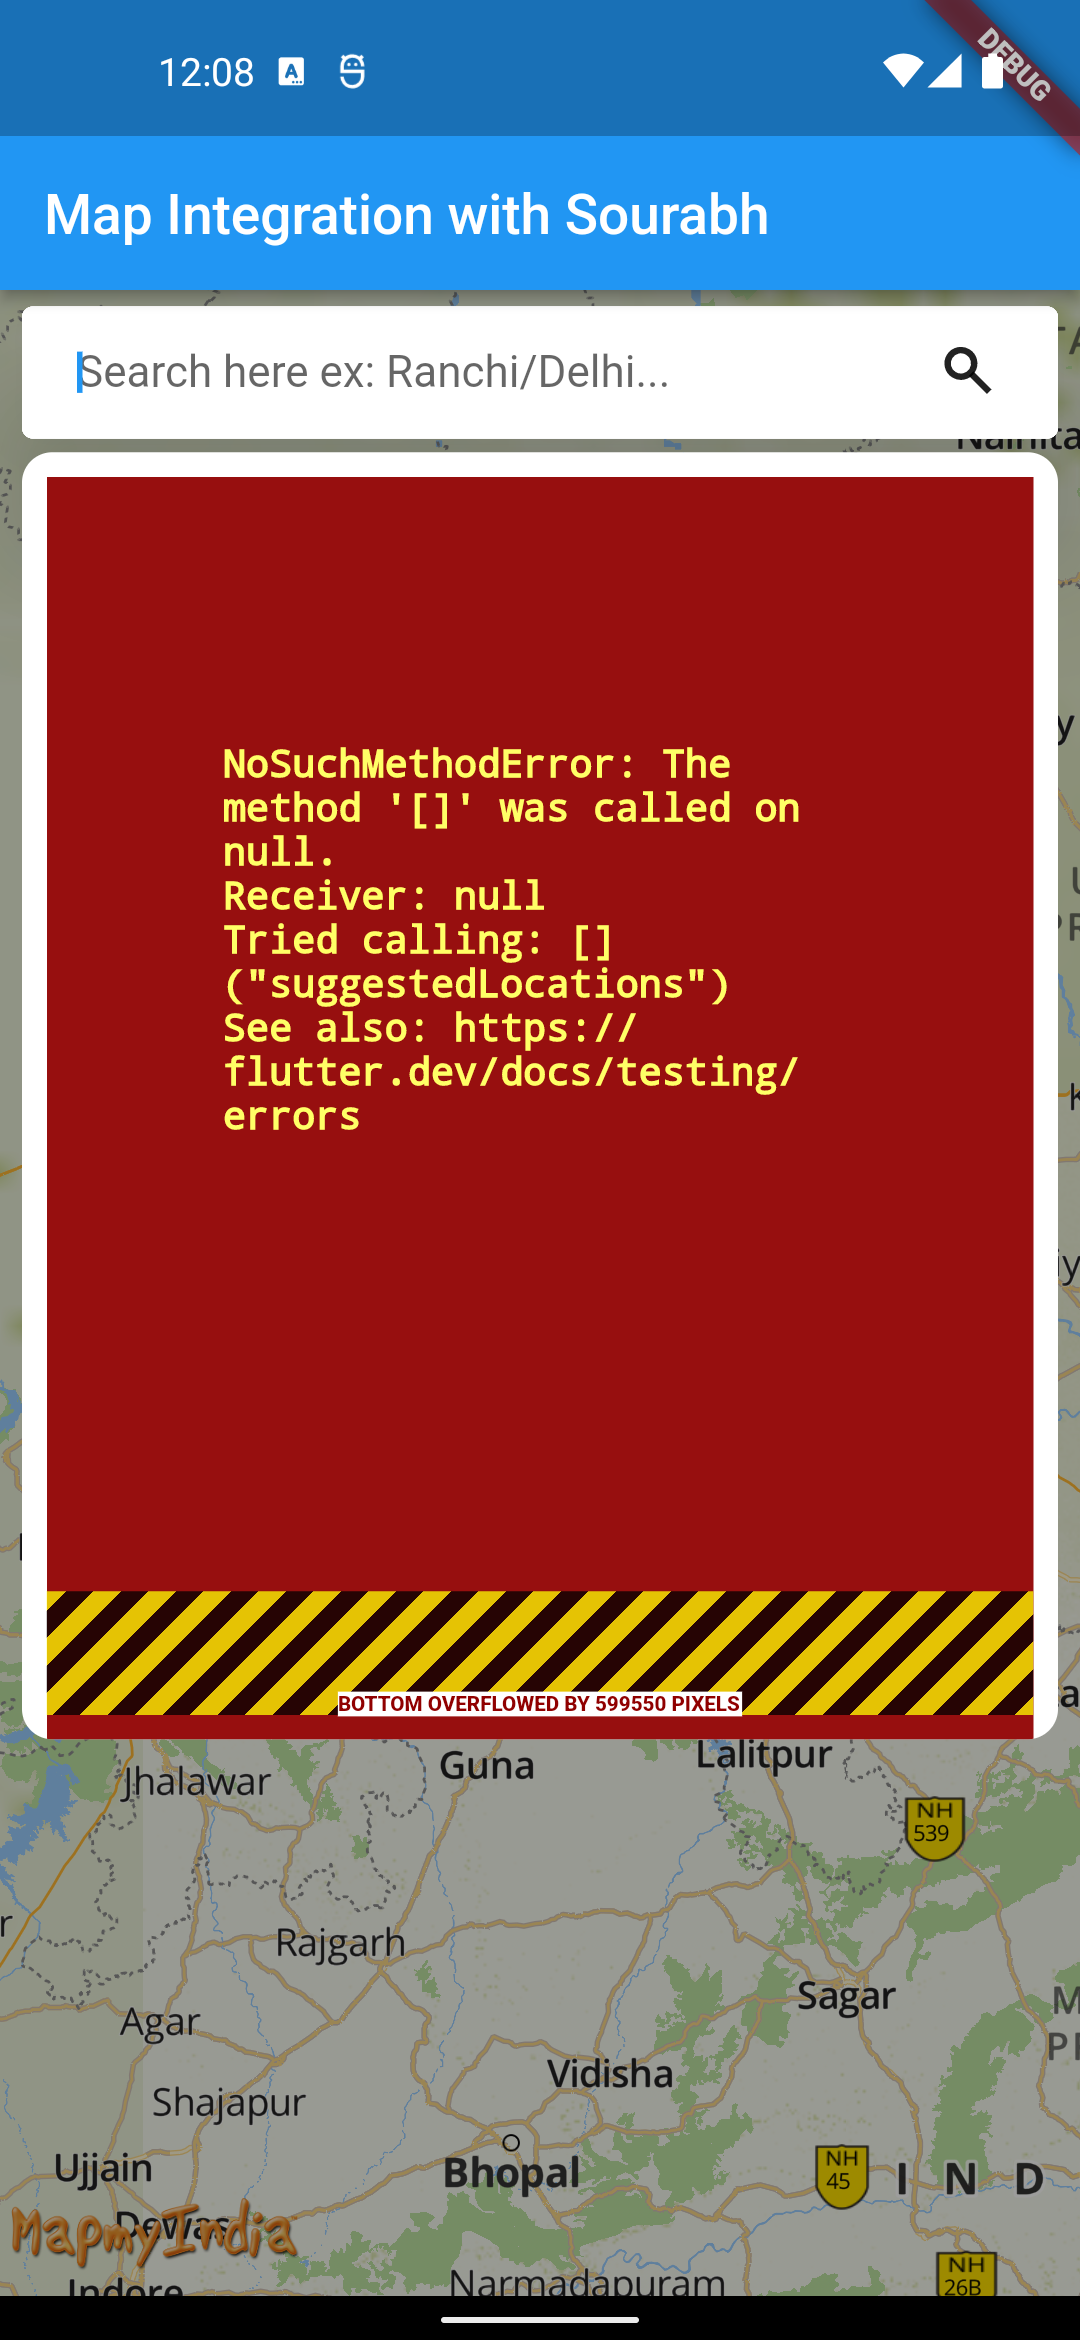 12:08
DEBUG
Map Integration with Sourabh
Search here ex: Ranchi/Delhi...
NoSuchMethodError: The
method '[]' was called on
null.
Receiver: null
Tried calling: []
("suggestedLocations")
See also: https://
flutter.dev/docs/testing/
errors
BOTTOM OVERFLOWED BY 599550 PIXELS
Guna
Lalitpur
Jhalawar
NH
539
Rajgarh
Sagar
Agar
Vidisha
Shajapur
Ujjain
Bhopal
NH
45
I N D
MapmyIndia
Dewas
Indore
Narmadapuram
NH
26B